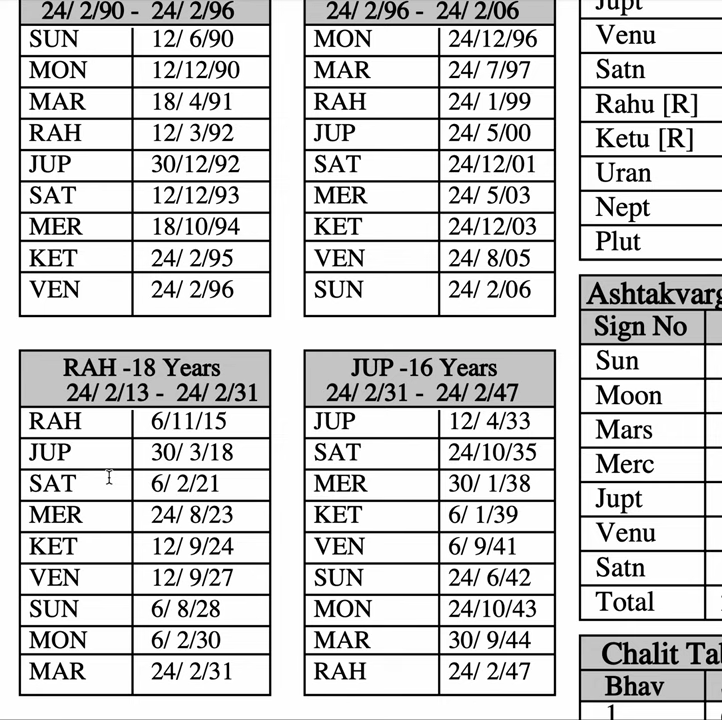 24/ 2/90 - 24/ 2/96
SUN 12/ 6/90
MON 12/12/90
MAR 18/ 4/91
RAH 12/ 3/92
JUP 30/12/92
SAT 12/12/93
MER 18/10/94
KET 24/ 2/95
VEN 24/ 2/96
24/ 2/96 - 24/ 2/06
MON 24/12/96
MAR 24/ 7/97
RAH 24/ 1/99
JUP 24/ 5/00
SAT 24/12/01
MER 24/ 5/03
KET 24/12/03
VEN 24/ 8/05
SUN 24/ 2/06
RAH -18 Years
24/ 2/13 - 24/ 2/31
RAH 6/11/15
JUP 30/ 3/18
SAT 6/ 2/21
MER 24/ 8/23
KET 12/ 9/24
VEN 12/ 9/27
SUN 6/ 8/28
MON 6/ 2/30
MAR 24/ 2/31
JUP -16 Years
24/ 2/31 - 24/ 2/47
JUP 12/ 4/33
SAT 24/10/35
MER 30/ 1/38
KET 6/ 1/39
VEN 6/ 9/41
SUN 24/ 6/42
MON 24/10/43
MAR 30/ 9/44
RAH 24/ 2/47
Jupt
Venu
Satn
Rahu [R]
Ketu [R]
Uran
Nept
Plut
Ashtakvarg
Sign No
Sun
Moon
Mars
Merc
Jupt
Venu
Satn
Total
Chalit Tab
Bhav
1